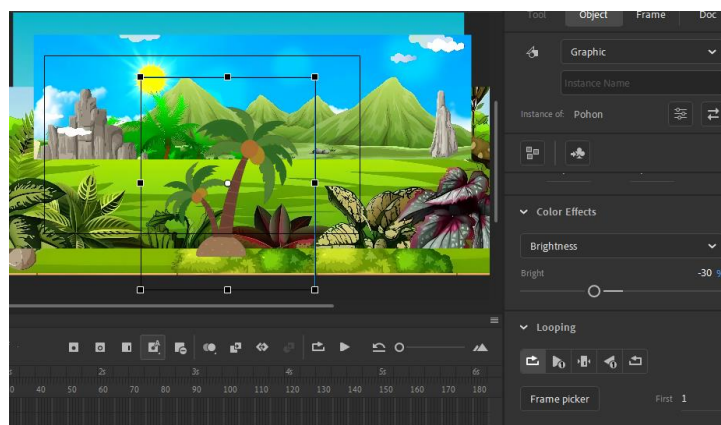 Tool Object Frame Doc
Graphic
Instance Name
Instance of: Pohon
Color Effects
Brightness
Bright -30 %
Looping
Frame picker First 1
s 2s 3s 4s 5s 6s
0 40 50 60 70 80 90 100 110 120 130 140 150 160 170 180